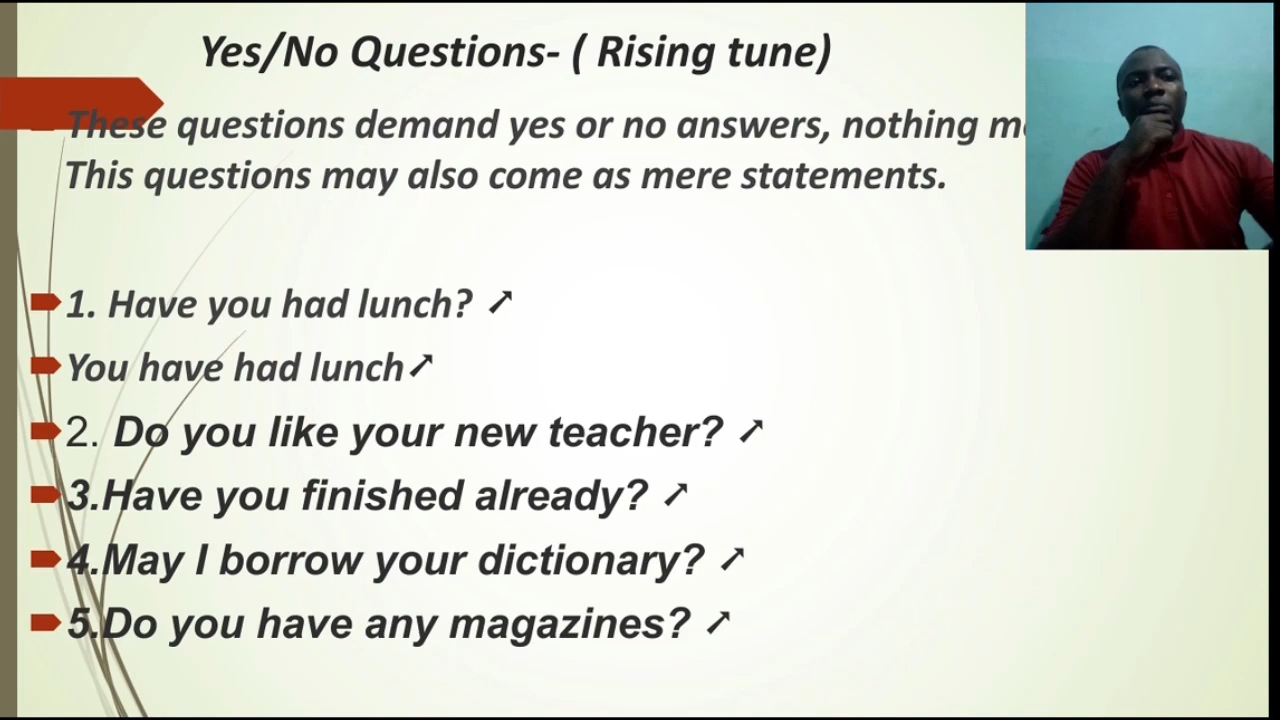 Yes/No Questions- ( Rising tune)
These questions demand yes or no answers, nothing
This questions may also come as mere statements.
1. Have you had lunch? ↗
You have had lunch↗
2. Do you like your new teacher? ↗
3.Have you finished already? ↗
4.May I borrow your dictionary? ↗
5.Do you have any magazines? ↗